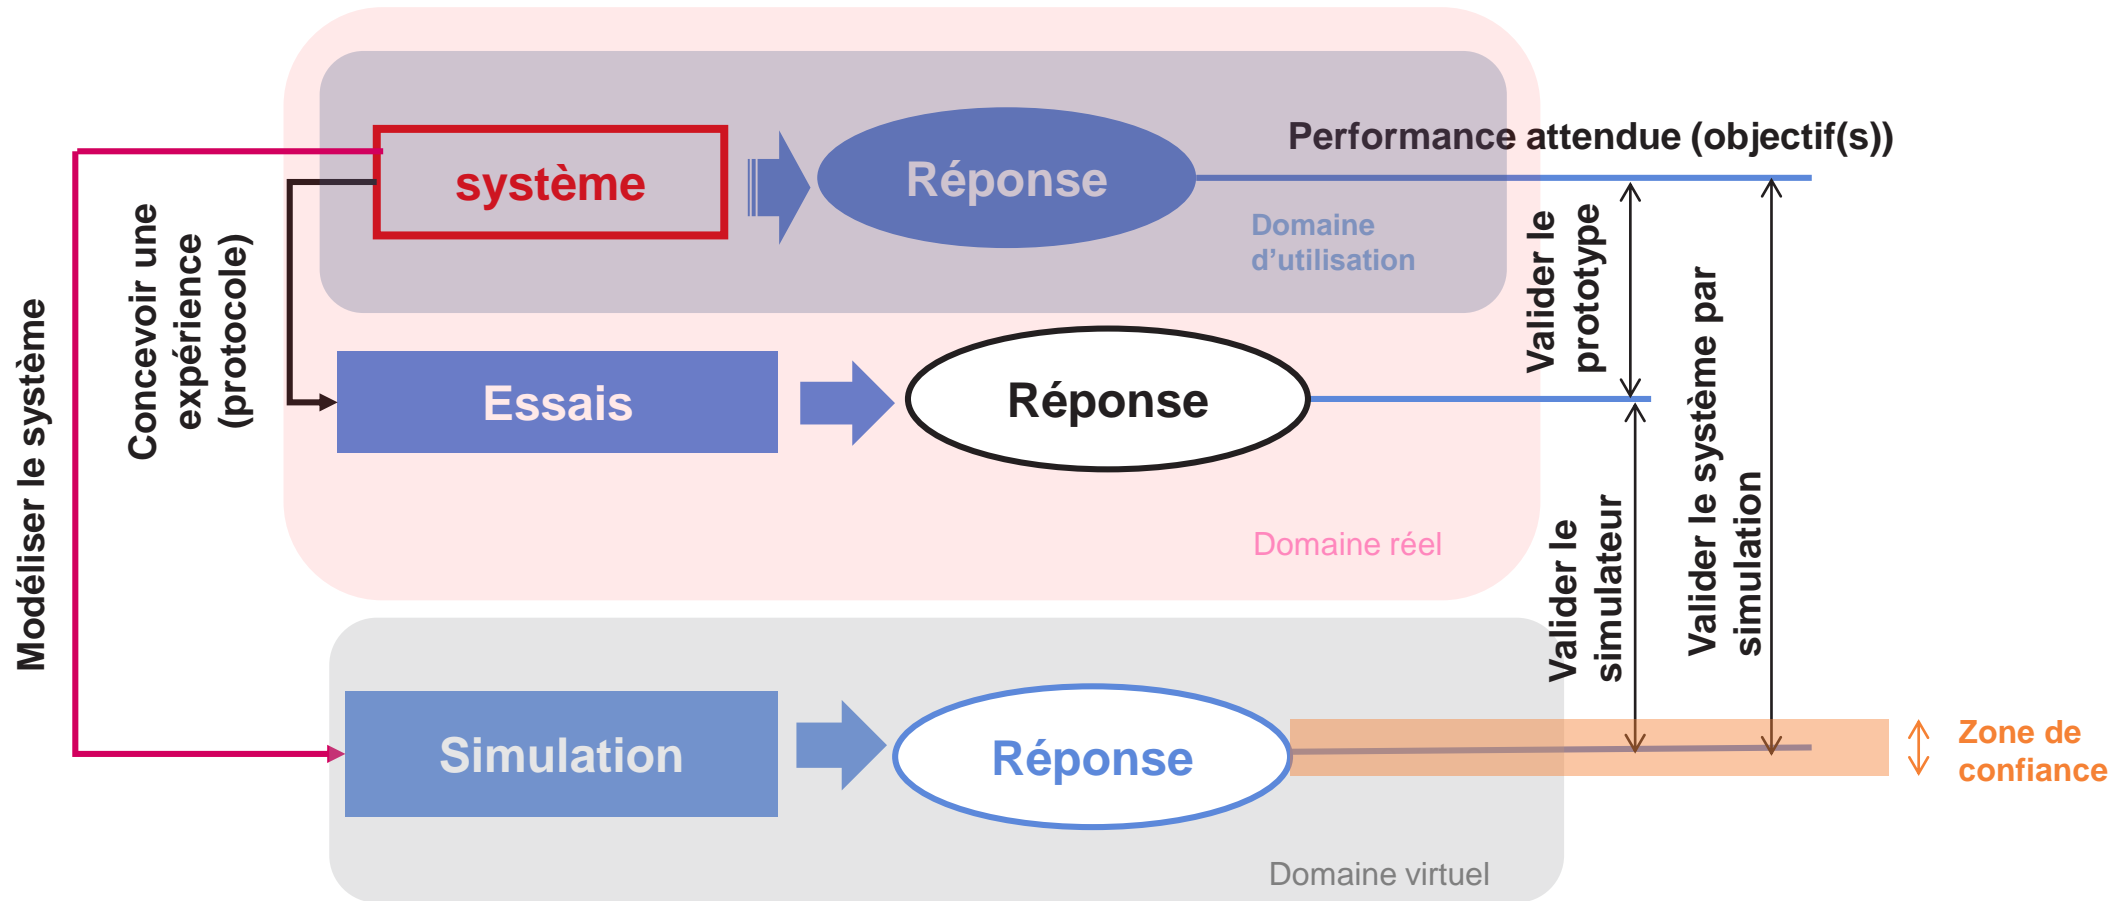 Modéliser le système
Concevoir une
expérience
(protocole)
système
Réponse
Performance attendue (objectif(s))
Domaine
d'utilisation
Valider le
prototype
Essais
Réponse
Domaine réel
Valider le
simulateur
Valider le système par
simulation
Simulation
Réponse
Zone de
confiance
Domaine virtuel